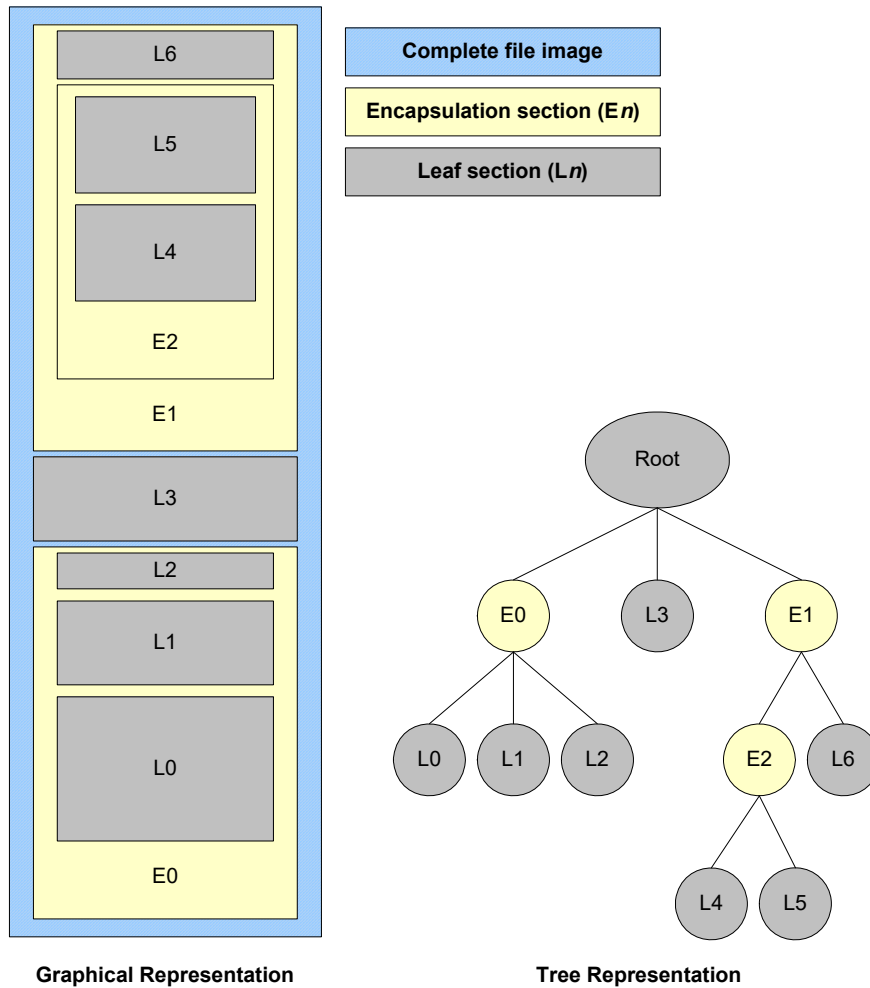 L6
L5
L4
E2
E1
L3
L2
L1
L0
E0
Complete file image
Encapsulation section (En)
Leaf section (Ln)
Root
E0
L3
E1
L0
L1
L2
E2
L6
L4
L5
Graphical Representation
Tree Representation